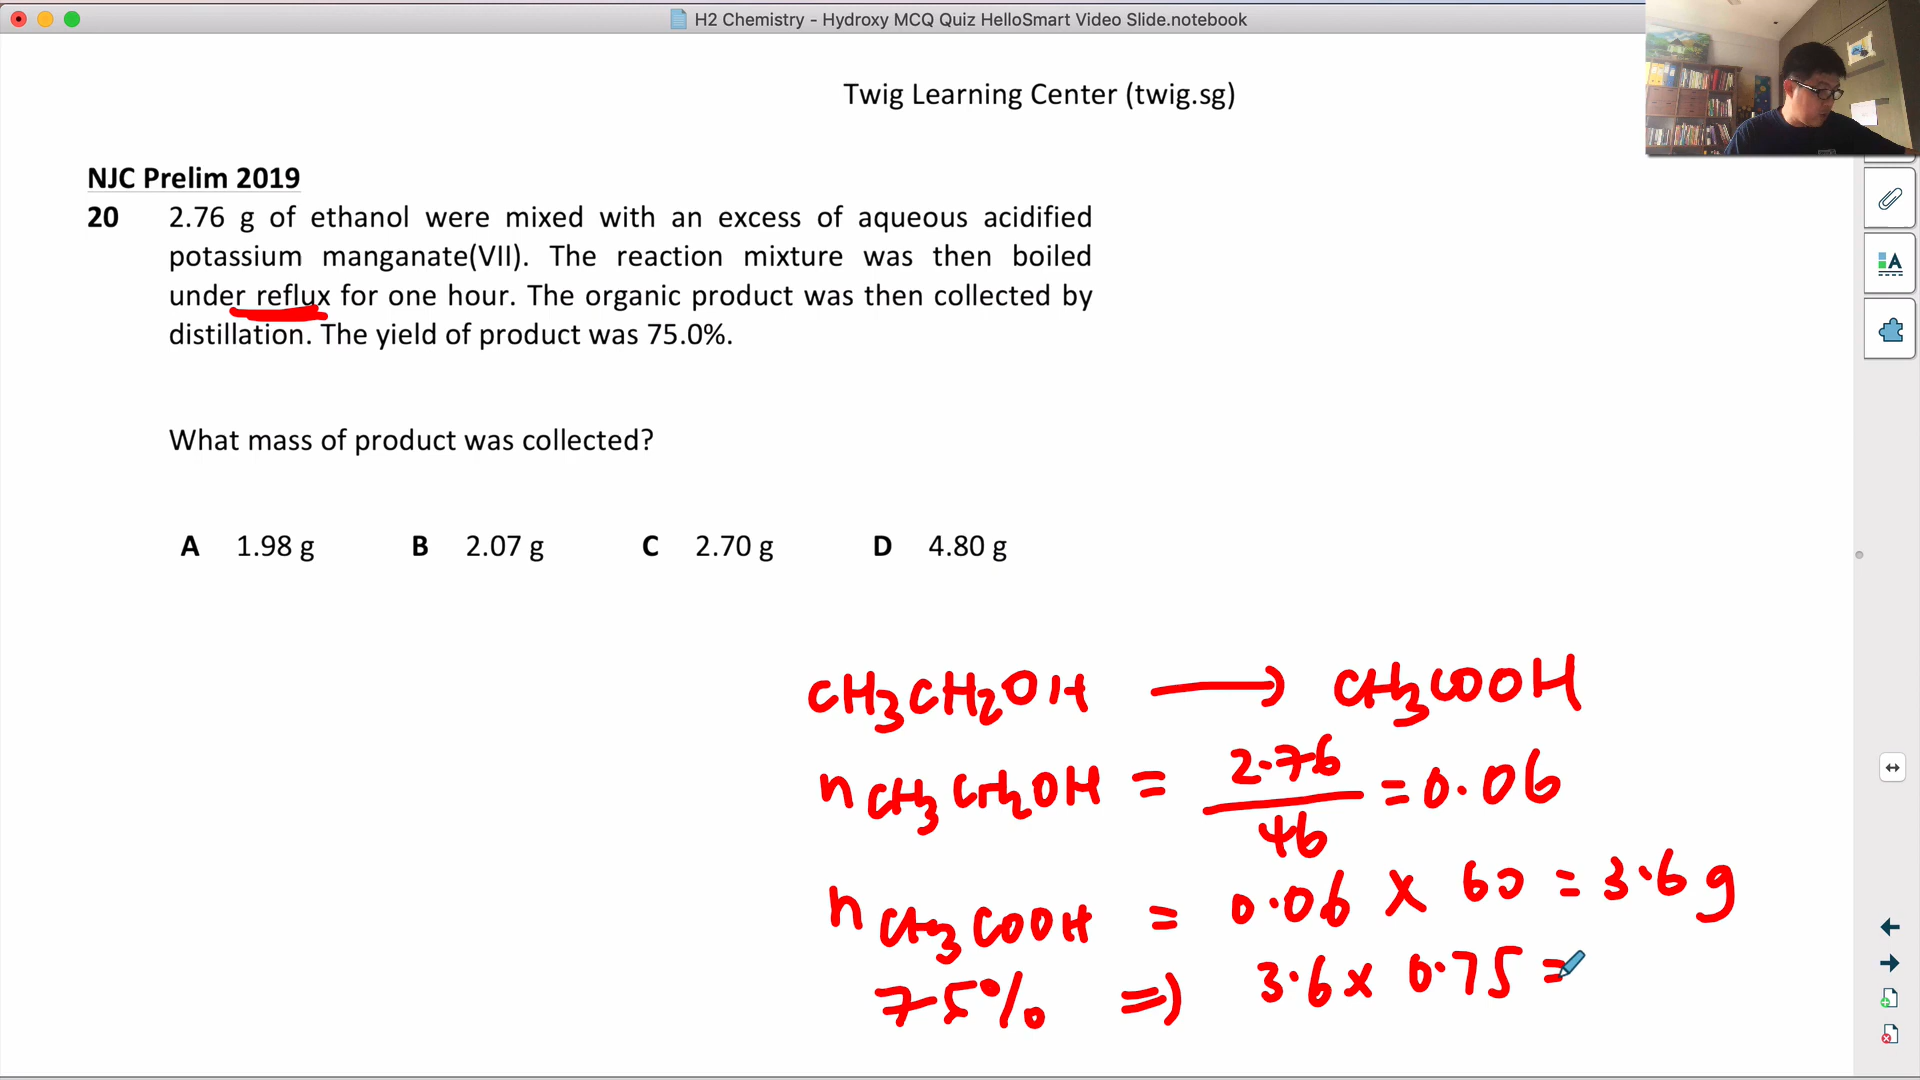 H2 Chemistry - Hydroxy MCQ Quiz HelloSmart Video Slide.notebook
Twig Learning Center (twig.sg)
NJC Prelim 2019
20 2.76 g of ethanol were mixed with an excess of aqueous acidified
potassium manganate(VII). The reaction mixture was then boiled
under reflux for one hour. The organic product was then collected by
distillation. The yield of product was 75.0%.
What mass of product was collected?
A 1.98 g B 2.07 g C 2.70 g D 4.80 g
CH3CH2OH ⟶ CH3COOH
n CH3CH2OH = 2.76/46 = 0.06
n CH3COOH = 0.06 x 60 = 3.6 g
75% ⇒ 3.6 x 0.75 =